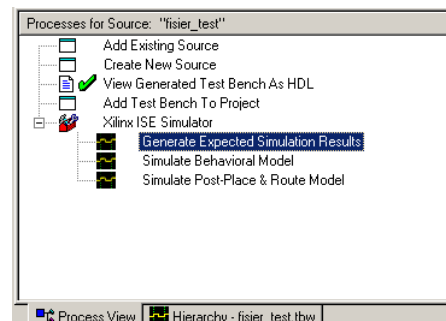 Processes for Source: "fisier_test"
Add Existing Source
Create New Source
View Generated Test Bench As HDL
Add Test Bench To Project
Xilinx ISE Simulator
Generate Expected Simulation Results
Simulate Behavioral Model
Simulate Post-Place & Route Model
Process View Hierarchy - fisier_test.tbw